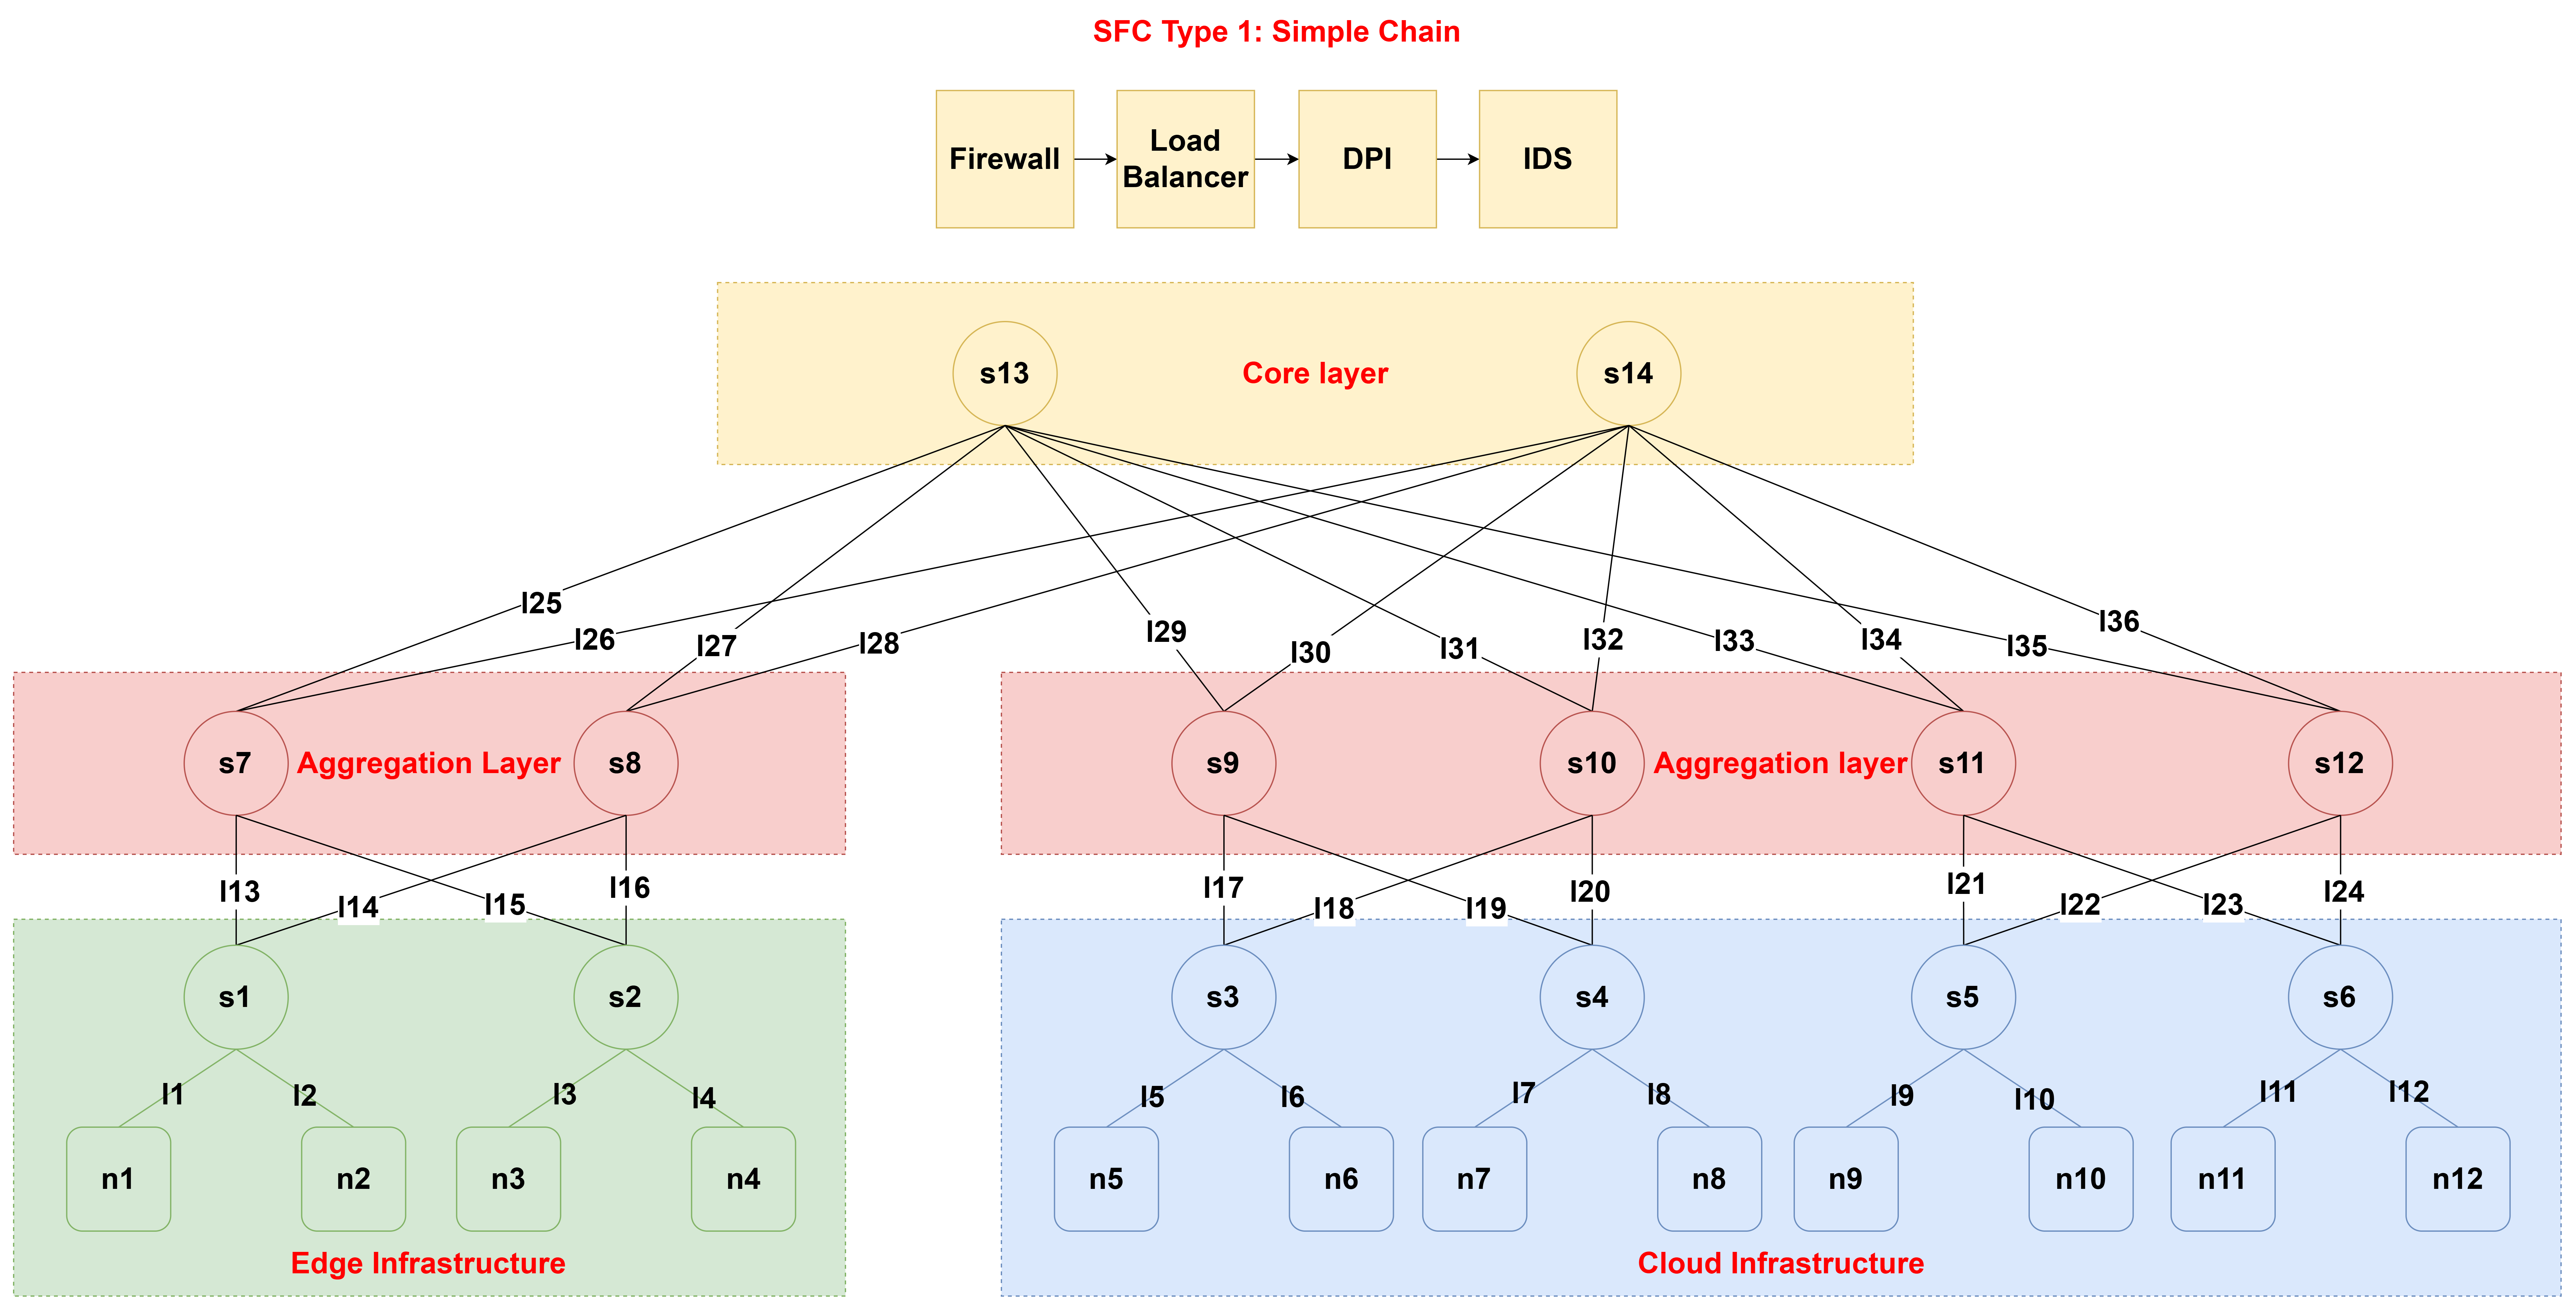 SFC Type 1: Simple Chain
Firewall
Load
Balancer
DPI
IDS
s13
Core layer
s14
l25
l26
l27
l28
l29
l30
l31
l32
l33
l34
l35
l36
s7
Aggregation Layer
s8
s9
s10
Aggregation layer
s11
s12
l13
l14
l15
l16
l17
l18
l19
l20
l21
l22
l23
l24
s1
s2
s3
s4
s5
s6
l1
l2
l3
l4
l5
l6
l7
l8
l9
l10
l11
l12
n1
n2
n3
n4
n5
n6
n7
n8
n9
n10
n11
n12
Edge Infrastructure
Cloud Infrastructure